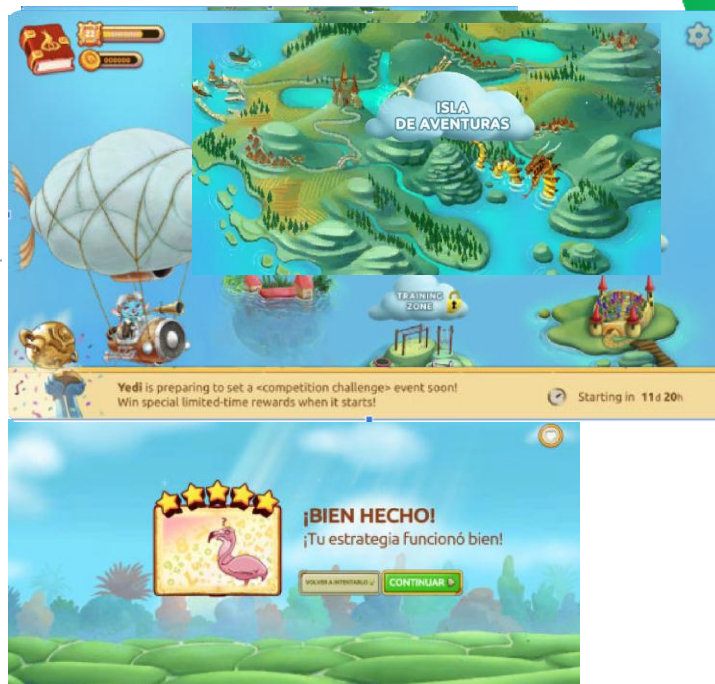 22
000000
ISLA
DE AVENTURAS
TRAINING
ZONE
Yedi is preparing to set a <competition challenge> event soon!
Win special limited-time rewards when it starts!
Starting in 11d 20h
¡BIEN HECHO!
¡Tu estrategia funcionó bien!
VOLVER A INTENTARLO
CONTINUAR